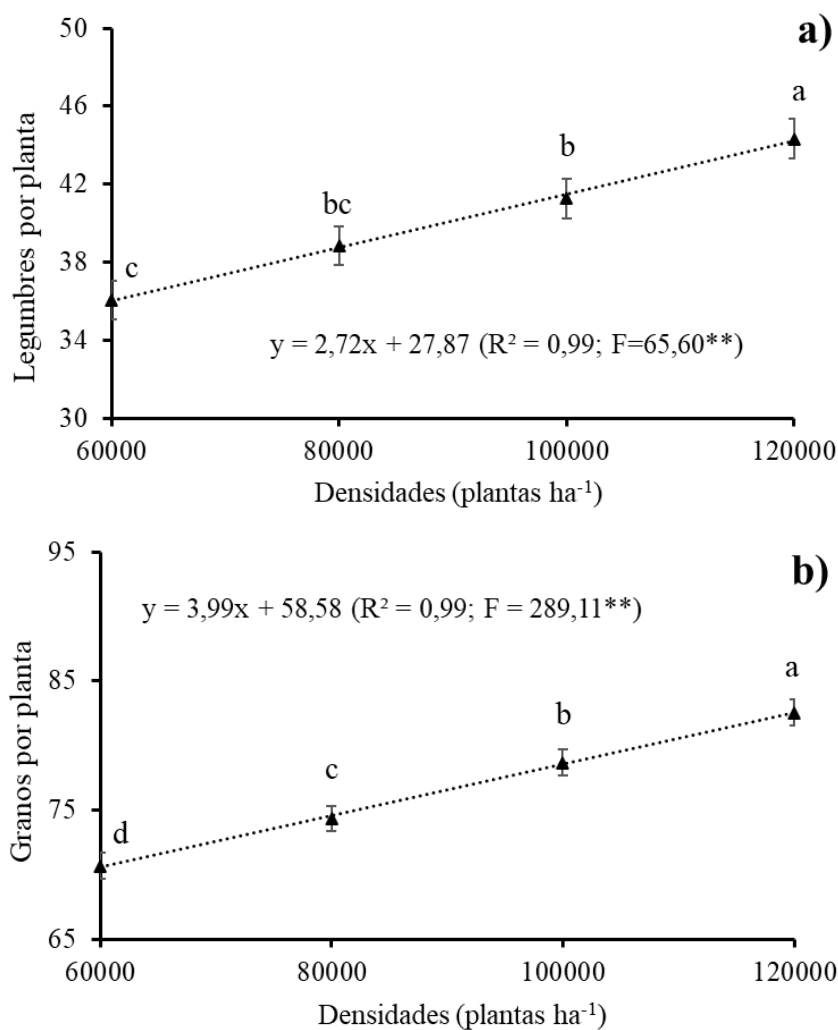 a)
50
46
42
38
34
30
Legumbres por planta
c
bc
b
a
y = 2,72x + 27,87 (R² = 0,99; F=65,60**)
60000 80000 100000 120000
Densidades (plantas ha⁻¹)
b)
95
85
75
65
Granos por planta
y = 3,99x + 58,58 (R² = 0,99; F = 289,11**)
d
c
b
a
60000 80000 100000 120000
Densidades (plantas ha⁻¹)